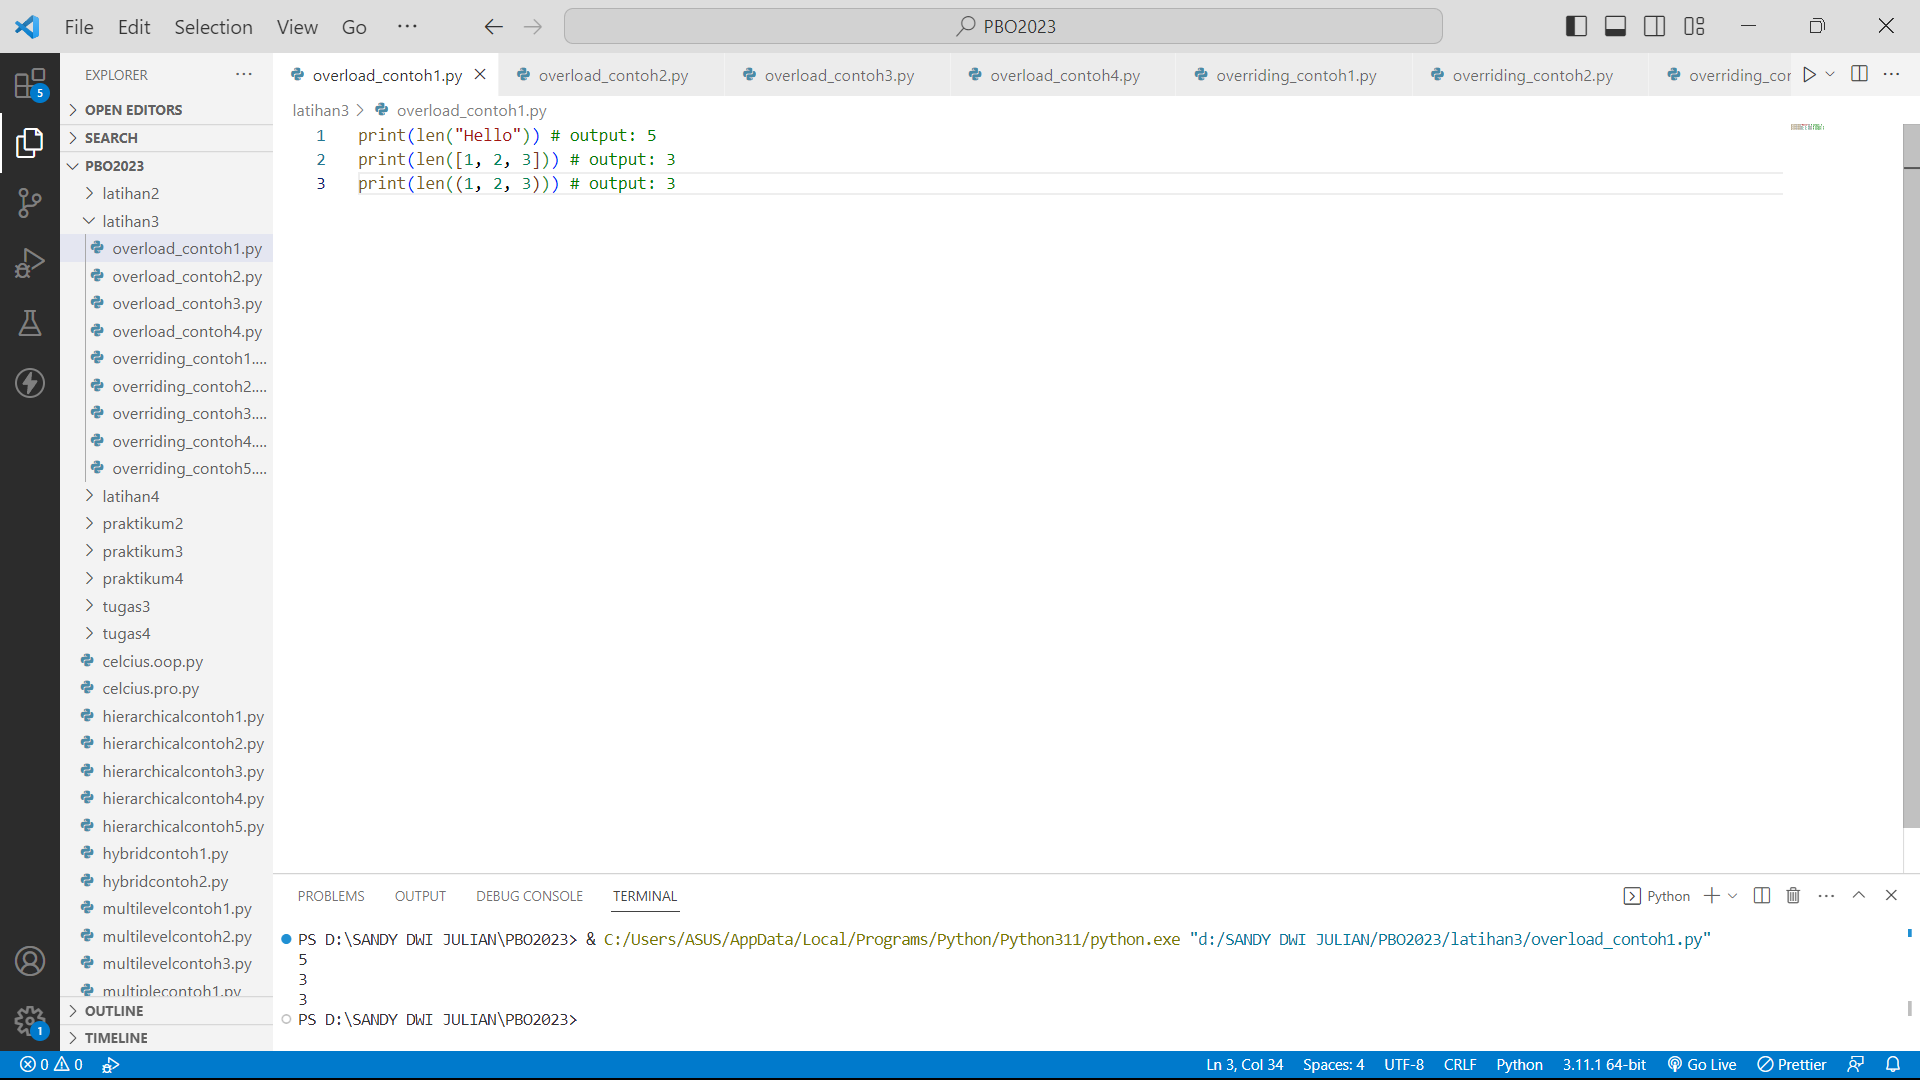 File Edit Selection View Go ··· PBO2023
EXPLORER ···
OPEN EDITORS
SEARCH
PBO2023
latihan2
latihan3
overload_contoh1.py
overload_contoh2.py
overload_contoh3.py
overload_contoh4.py
overriding_contoh1....
overriding_contoh2....
overriding_contoh3....
overriding_contoh4....
overriding_contoh5....
latihan4
praktikum2
praktikum3
praktikum4
tugas3
tugas4
celcius.oop.py
celcius.pro.py
hierarchicalcontoh1.py
hierarchicalcontoh2.py
hierarchicalcontoh3.py
hierarchicalcontoh4.py
hierarchicalcontoh5.py
hybridcontoh1.py
hybridcontoh2.py
multilevelcontoh1.py
multilevelcontoh2.py
multilevelcontoh3.py
multiplecontoh1.py
OUTLINE
TIMELINE
5
1
overload_contoh1.py overload_contoh2.py overload_contoh3.py overload_contoh4.py overriding_contoh1.py overriding_contoh2.py overriding_cor
latihan3 > overload_contoh1.py
1 print(len("Hello")) # output: 5
2 print(len([1, 2, 3])) # output: 3
3 print(len((1, 2, 3))) # output: 3
PROBLEMS OUTPUT DEBUG CONSOLE TERMINAL Python
PS D:\SANDY DWI JULIAN\PBO2023> & C:/Users/ASUS/AppData/Local/Programs/Python/Python311/python.exe "d:/SANDY DWI JULIAN/PBO2023/latihan3/overload_contoh1.py"
5
3
3
PS D:\SANDY DWI JULIAN\PBO2023>
0 0 Ln 3, Col 34 Spaces: 4 UTF-8 CRLF Python 3.11.1 64-bit Go Live Prettier